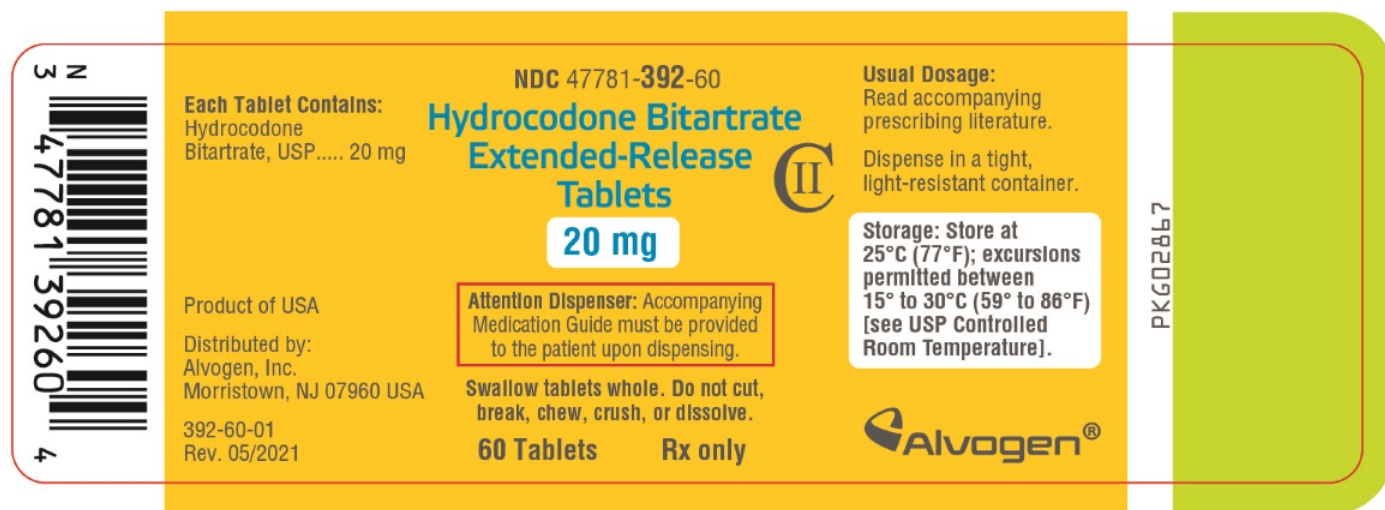 N
3 47781 39260 4
Each Tablet Contains:
Hydrocodone
Bitartrate, USP..... 20 mg
Product of USA
Distributed by:
Alvogen, Inc.
Morristown, NJ 07960 USA
392-60-01
Rev. 05/2021
NDC 47781-392-60
Hydrocodone Bitartrate
Extended-Release
Tablets
CII
20 mg
Attention Dispenser: Accompanying
Medication Guide must be provided
to the patient upon dispensing.
Swallow tablets whole. Do not cut,
break, chew, crush, or dissolve.
60 Tablets Rx only
Usual Dosage:
Read accompanying
prescribing literature.
Dispense in a tight,
light-resistant container.
Storage: Store at
25°C (77°F); excursions
permitted between
15° to 30°C (59° to 86°F)
[see USP Controlled
Room Temperature].
Alvogen®
PKG02867